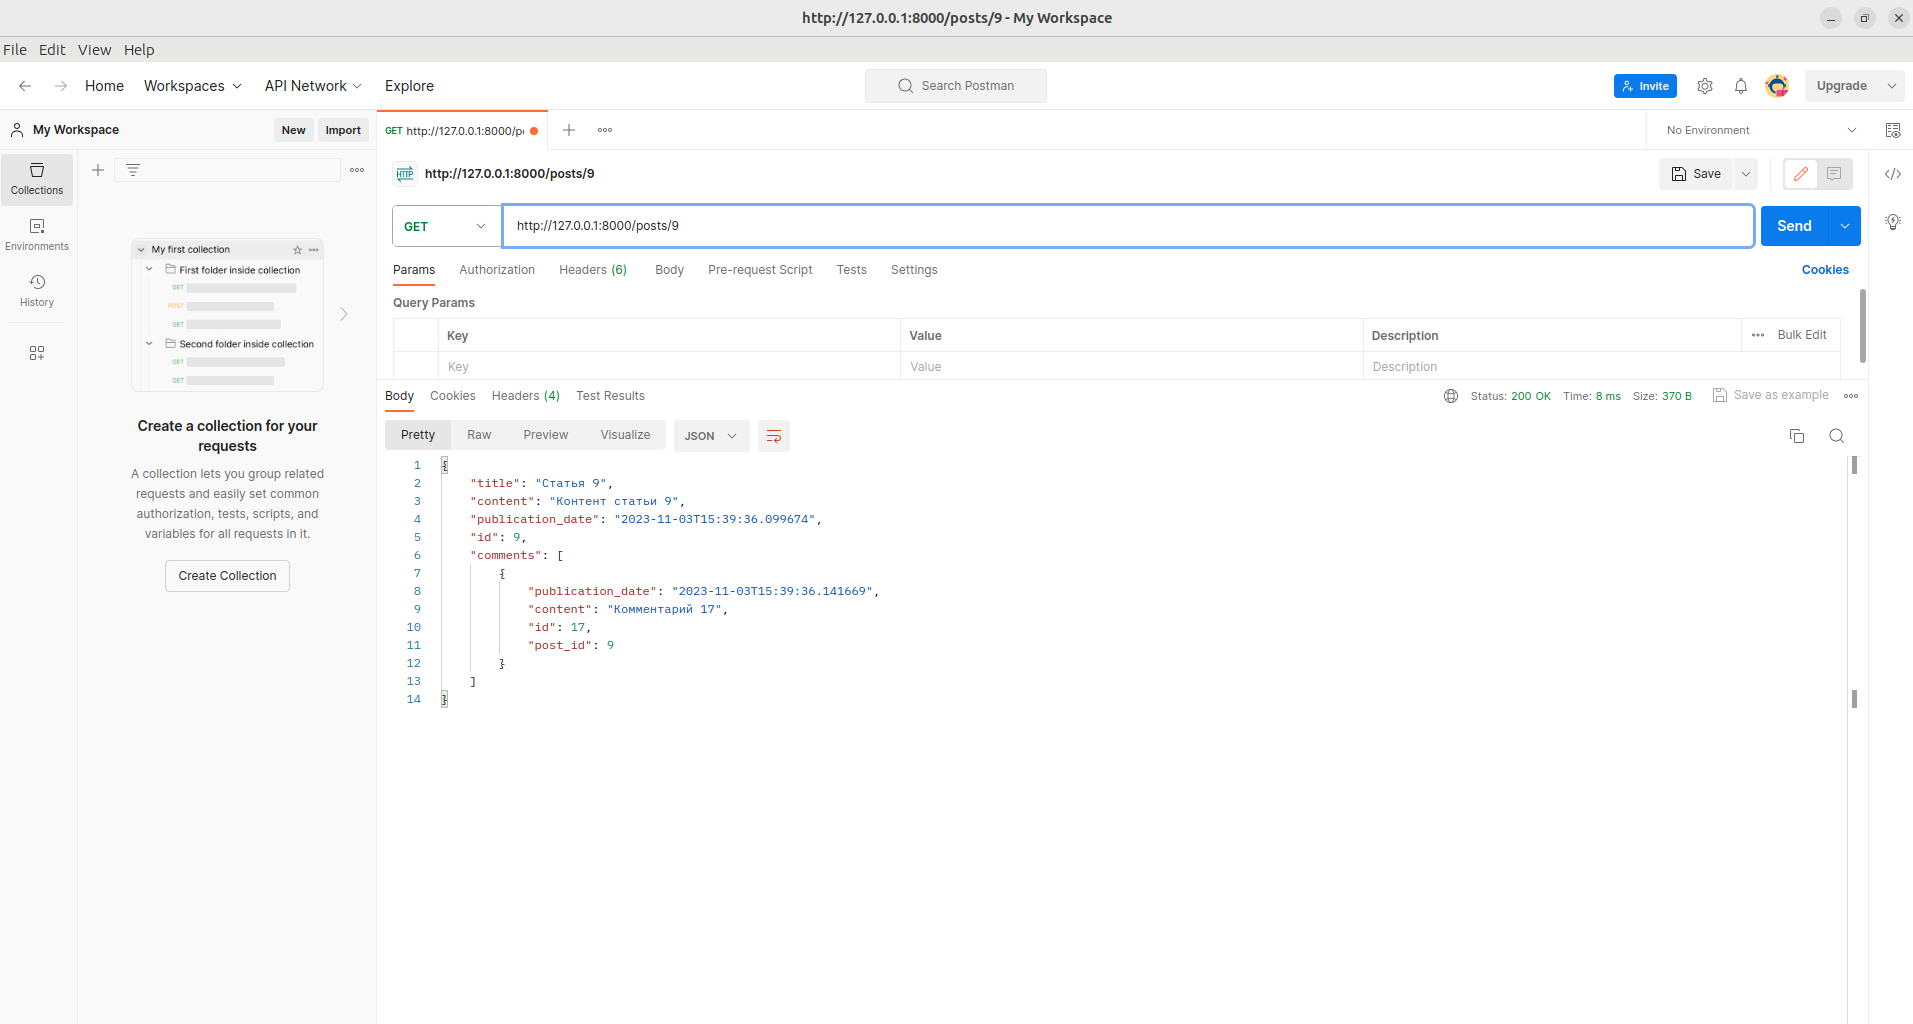 http://127.0.0.1:8000/posts/9 - My Workspace
File Edit View Help
Home Workspaces API Network Explore
Search Postman
Invite
Upgrade
My Workspace
New Import
GET http://127.0.0.1:8000/p
No Environment
Collections
Environments
History
http://127.0.0.1:8000/posts/9
Save
GET
http://127.0.0.1:8000/posts/9
Send
Params Authorization Headers (6) Body Pre-request Script Tests Settings
Cookies
Query Params
Key Value Description
Bulk Edit
Key Value Description
My first collection
First folder inside collection
GET
POST
GET
Second folder inside collection
GET
GET
Create a collection for your
requests
A collection lets you group related
requests and easily set common
authorization, tests, scripts, and
variables for all requests in it.
Create Collection
Body Cookies Headers (4) Test Results
Status: 200 OK Time: 8 ms Size: 370 B
Save as example
Pretty Raw Preview Visualize
JSON
1 {
2 "title": "Статья 9",
3 "content": "Контент статьи 9",
4 "publication_date": "2023-11-03T15:39:36.099674",
5 "id": 9,
6 "comments": [
7 {
8 "publication_date": "2023-11-03T15:39:36.141669",
9 "content": "Комментарий 17",
10 "id": 17,
11 "post_id": 9
12 }
13 ]
14 }